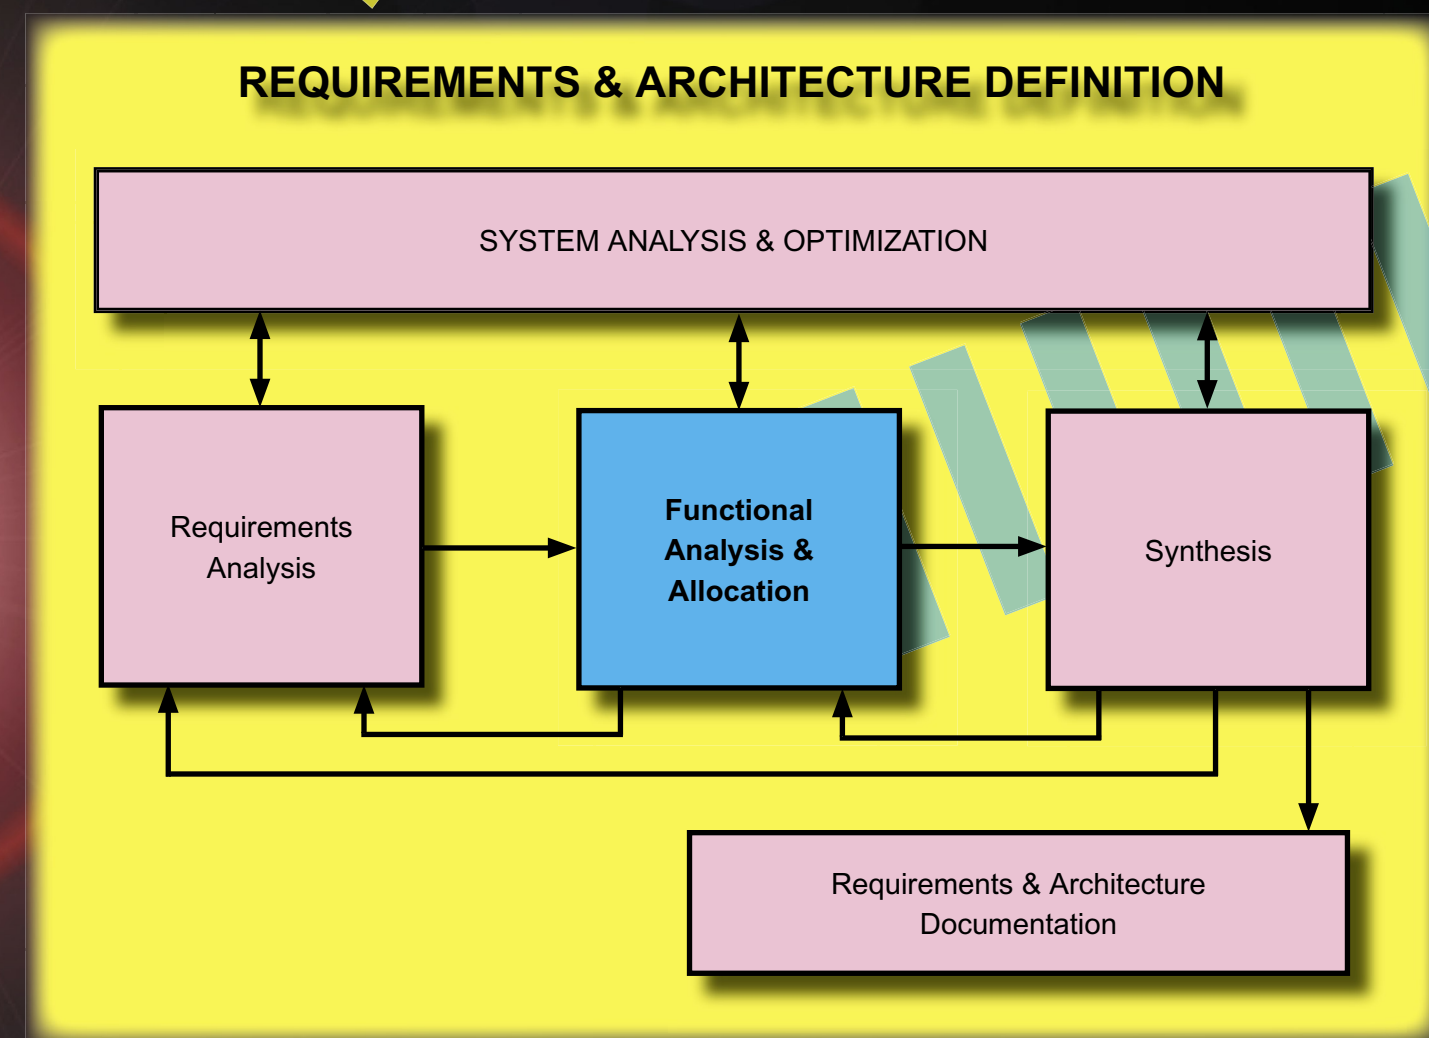 REQUIREMENTS & ARCHITECTURE DEFINITION
SYSTEM ANALYSIS & OPTIMIZATION
Requirements
Analysis
Functional
Analysis &
Allocation
Synthesis
Requirements & Architecture
Documentation